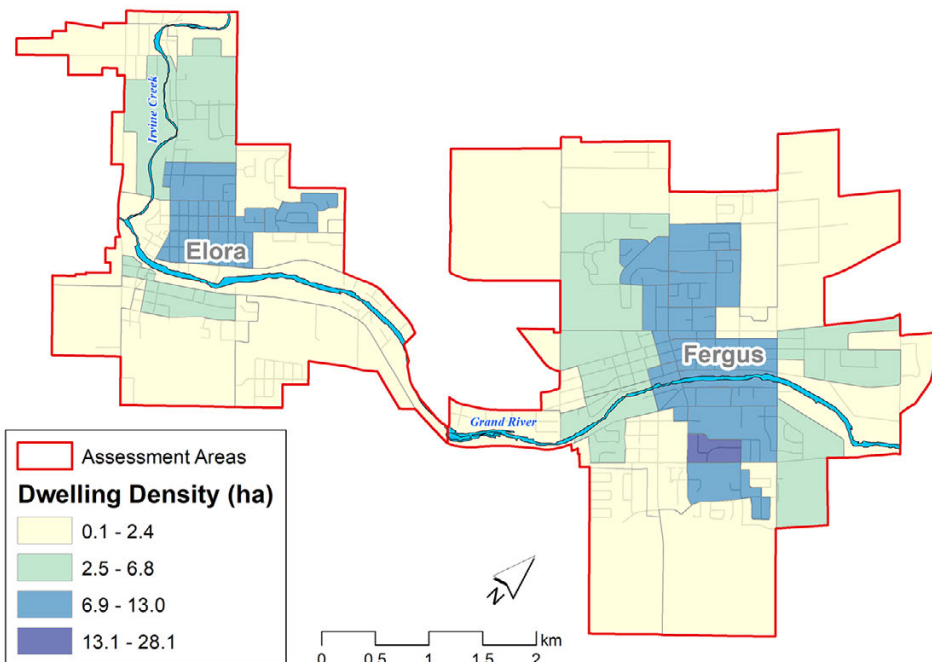 Irvine Creek
Elora
Fergus
Grand River
Assessment Areas
Dwelling Density (ha)
0.1 - 2.4
2.5 - 6.8
6.9 - 13.0
13.1 - 28.1
N
km
0 0.5 1 1.5 2